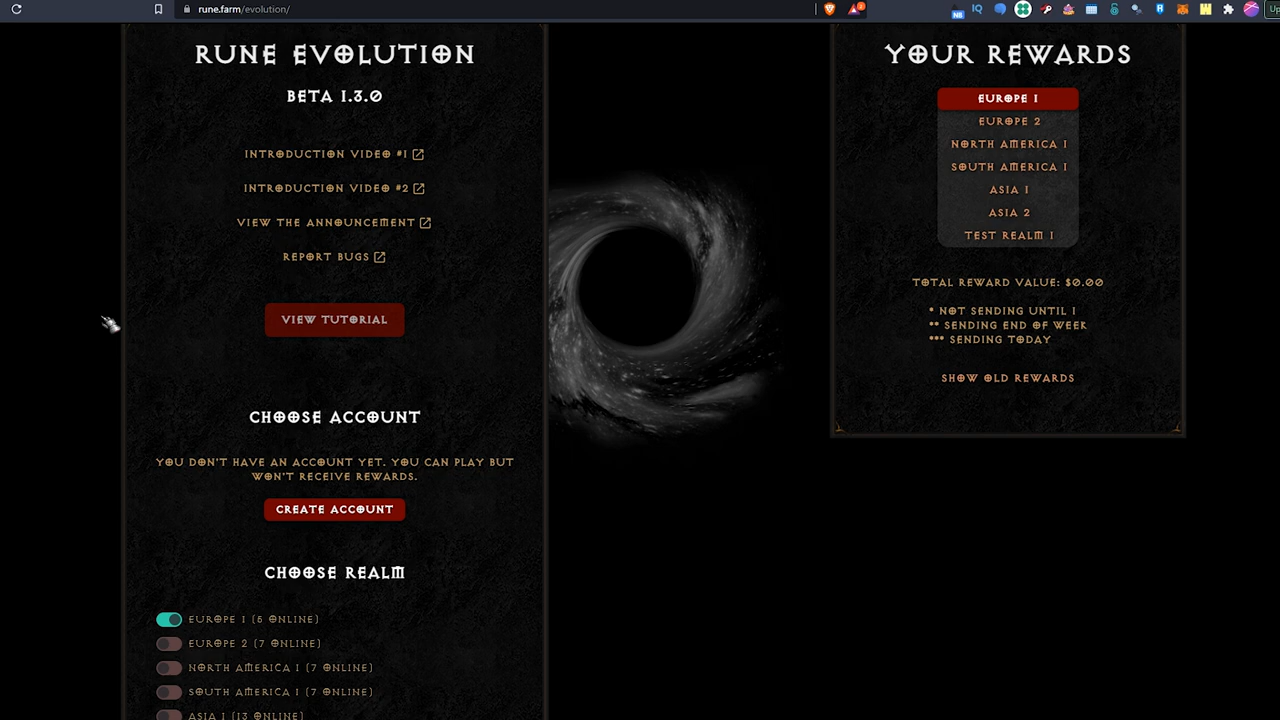 rune.farm/evolution/
2
NB
IQ
Up
RUNE EVOLUTION
BETA 1.3.0
INTRODUCTION VIDEO #1
INTRODUCTION VIDEO #2
VIEW THE ANNOUNCEMENT
REPORT BUGS
VIEW TUTORIAL
CHOOSE ACCOUNT
YOU DON'T HAVE AN ACCOUNT YET. YOU CAN PLAY BUT
WON'T RECEIVE REWARDS.
CREATE ACCOUNT
CHOOSE REALM
EUROPE 1 (5 ONLINE)
EUROPE 2 (7 ONLINE)
NORTH AMERICA 1 (7 ONLINE)
SOUTH AMERICA 1 (7 ONLINE)
ASIA 1 (13 ONLINE)
YOUR REWARDS
EUROPE 1
EUROPE 2
NORTH AMERICA 1
SOUTH AMERICA 1
ASIA 1
ASIA 2
TEST REALM 1
TOTAL REWARD VALUE: $0.00
* NOT SENDING UNTIL 1
** SENDING END OF WEEK
*** SENDING TODAY
SHOW OLD REWARDS